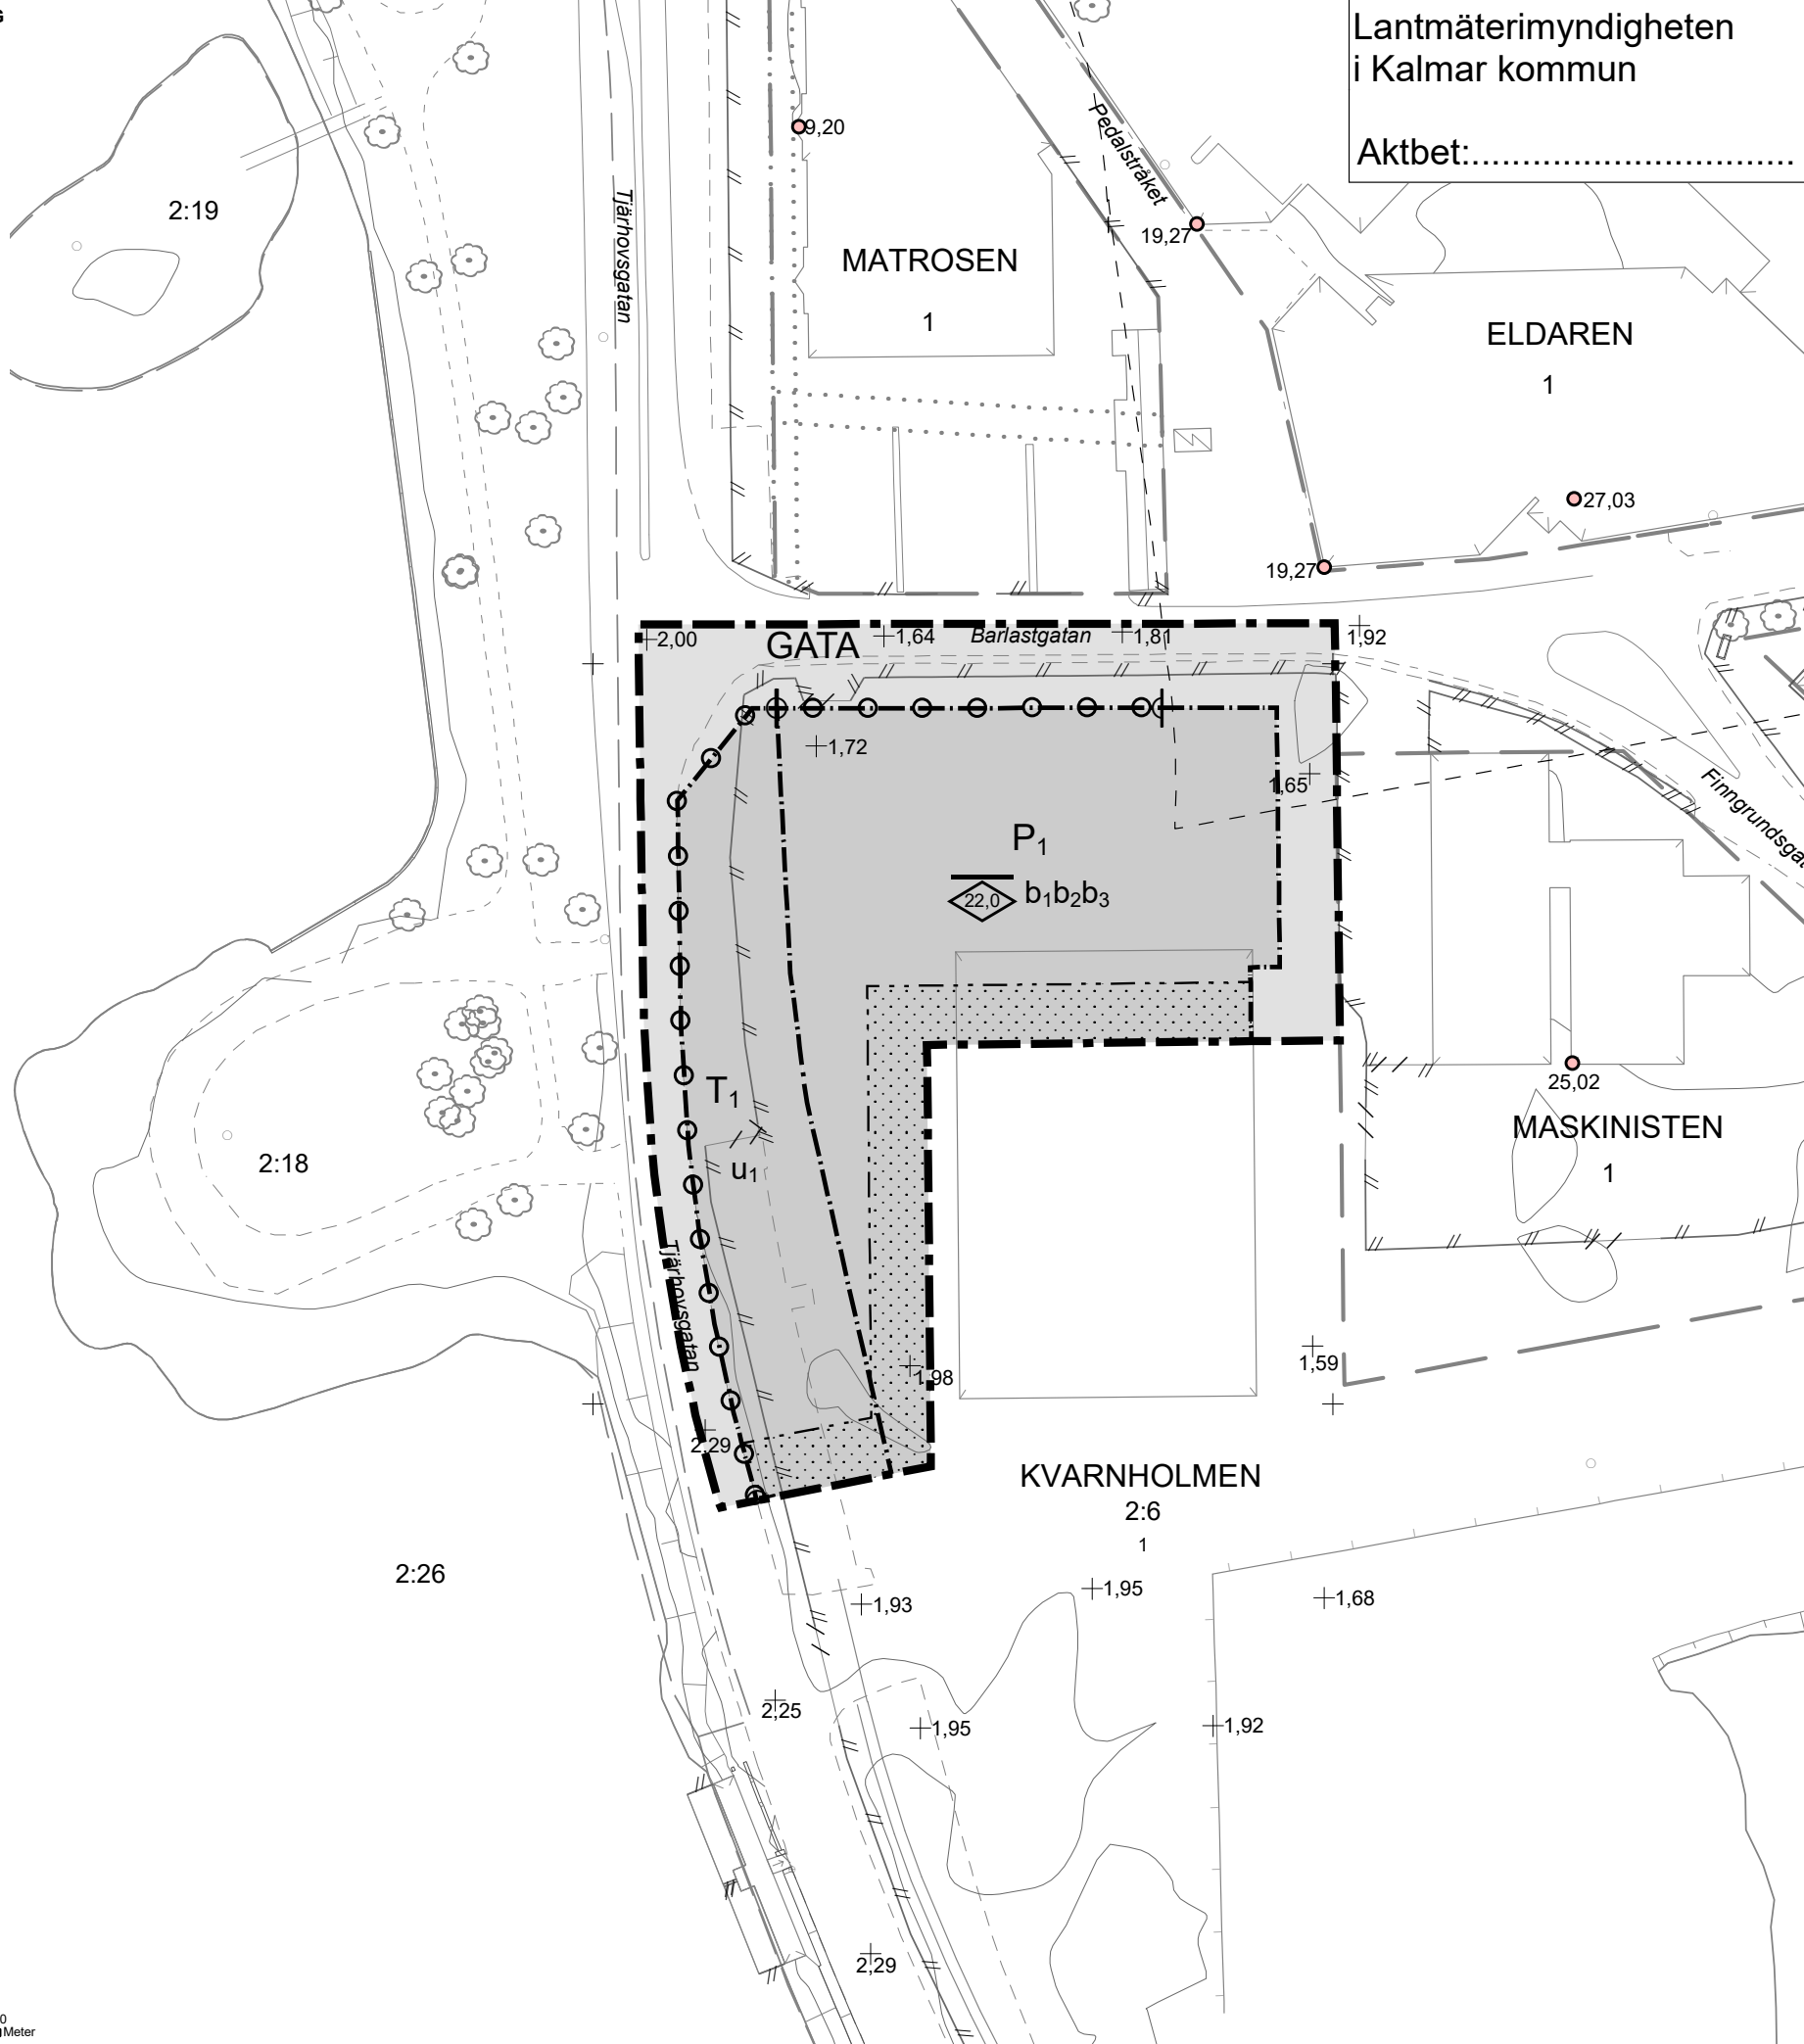 Lantmäterimyndigheten
i Kalmar kommun
Aktbet:................................
9,20
Pedalstråket
2:19
Tjärhovsgatan
19,27
MATROSEN
1
ELDAREN
1
27,03
19,27
2,00
GATA
1,64
Barlastgatan
1,81
1,92
1,72
1,65
Finngrundsga
P1
22,0
b1b2b3
T1
25,02
MASKINISTEN
1
2:18
u1
Tjärhovsgatan
1,59
1,98
2,29
KVARNHOLMEN
2:6
1
2:26
1,95
1,68
1,93
2,25
1,95
1,92
2,29
0
Meter